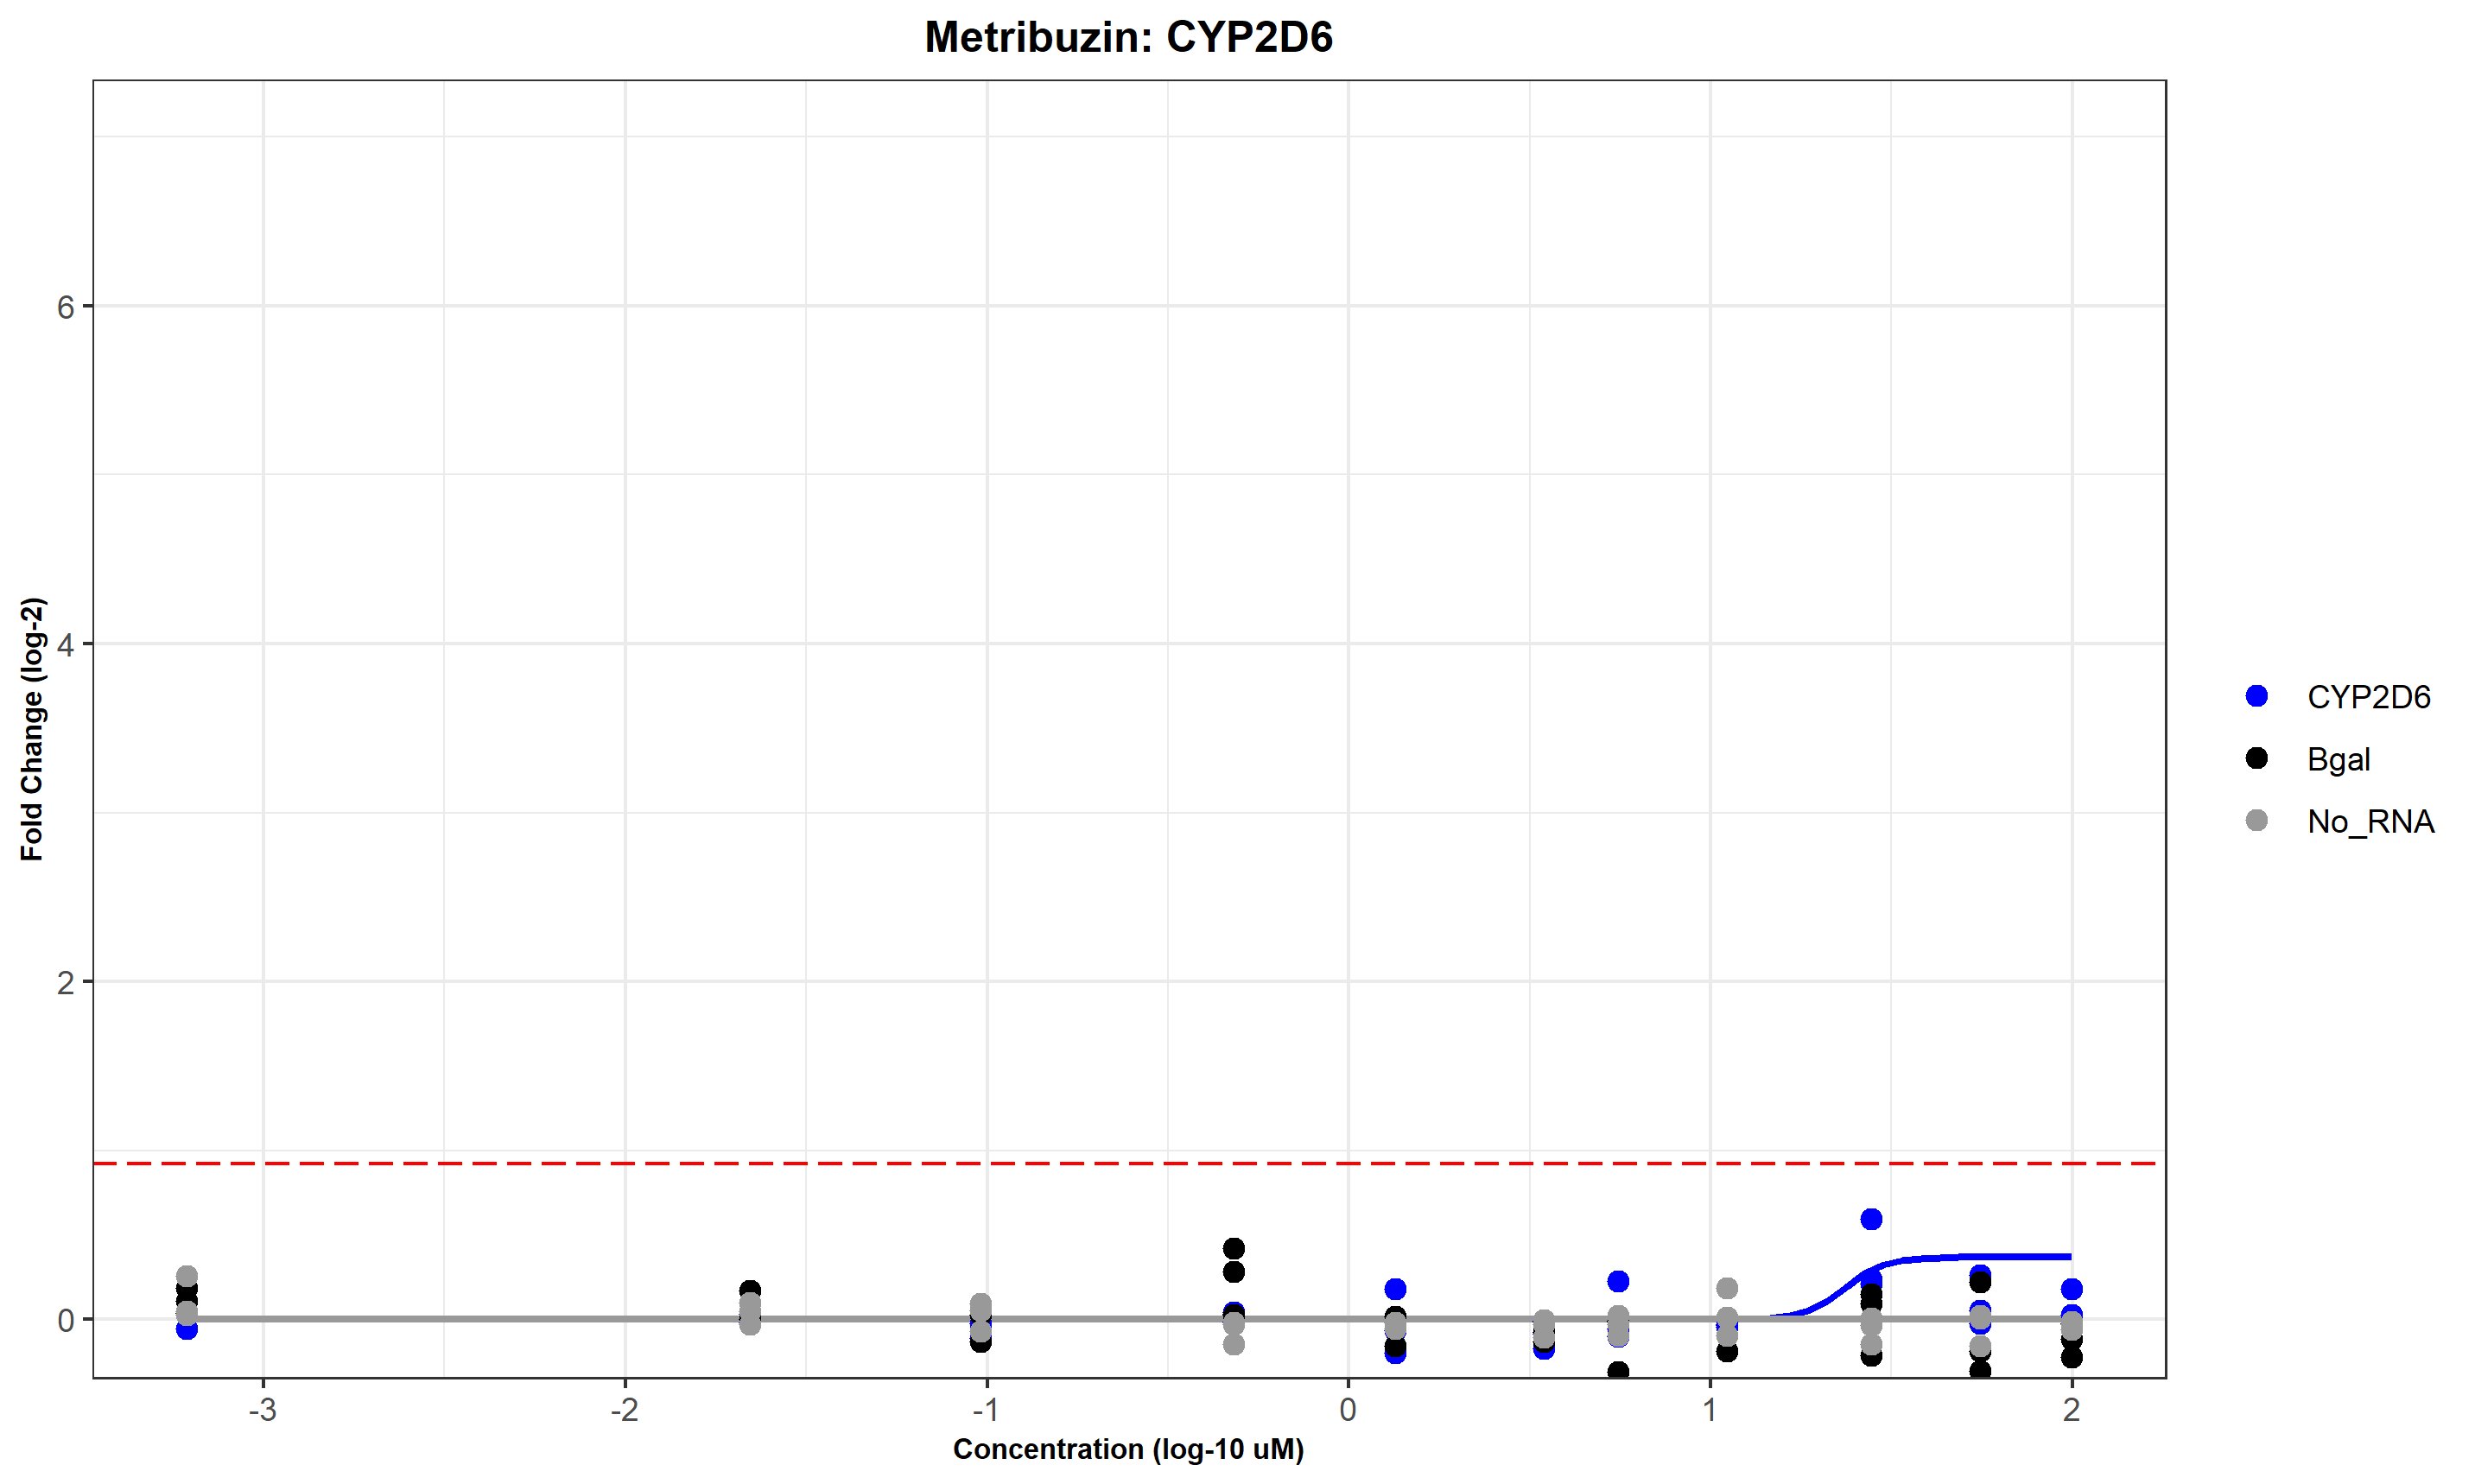 Metribuzin: CYP2D6
Fold Change (log-2)
6
4
2
0
-3
-2
-1
0
1
2
Concentration (log-10 uM)
CYP2D6
Bgal
No_RNA